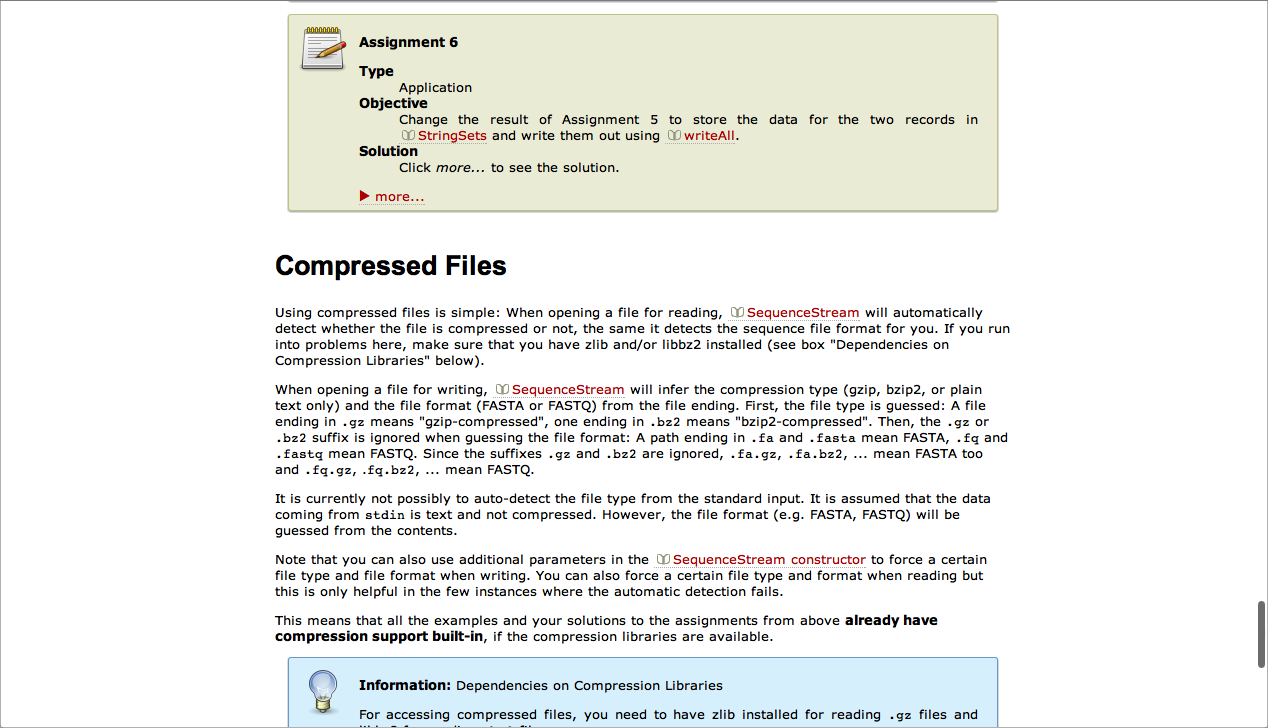 Assignment 6
Type
Application
Objective
Change the result of Assignment 5 to store the data for the two records in
StringSets and write them out using writeAll.
Solution
Click more... to see the solution.
more...
Compressed Files
Using compressed files is simple: When opening a file for reading, SequenceStream will automatically
detect whether the file is compressed or not, the same it detects the sequence file format for you. If you run
into problems here, make sure that you have zlib and/or libbz2 installed (see box "Dependencies on
Compression Libraries" below).
When opening a file for writing, SequenceStream will infer the compression type (gzip, bzip2, or plain
text only) and the file format (FASTA or FASTQ) from the file ending. First, the file type is guessed: A file
ending in .gz means "gzip-compressed", one ending in .bz2 means "bzip2-compressed". Then, the .gz or
.bz2 suffix is ignored when guessing the file format: A path ending in .fa and .fasta mean FASTA, .fq and
.fastq mean FASTQ. Since the suffixes .gz and .bz2 are ignored, .fa.gz, .fa.bz2, ... mean FASTA too
and .fq.gz, .fq.bz2, ... mean FASTQ.
It is currently not possibly to auto-detect the file type from the standard input. It is assumed that the data
coming from stdin is text and not compressed. However, the file format (e.g. FASTA, FASTQ) will be
guessed from the contents.
Note that you can also use additional parameters in the SequenceStream constructor to force a certain
file type and file format when writing. You can also force a certain file type and format when reading but
this is only helpful in the few instances where the automatic detection fails.
This means that all the examples and your solutions to the assignments from above already have
compression support built-in, if the compression libraries are available.
Information: Dependencies on Compression Libraries
For accessing compressed files, you need to have zlib installed for reading .gz files and